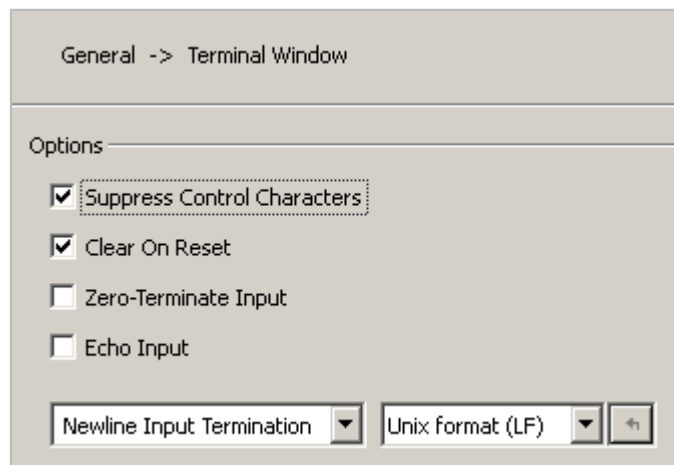 General -> Terminal Window
Options
Suppress Control Characters
Clear On Reset
Zero-Terminate Input
Echo Input
Newline Input Termination Unix format (LF)